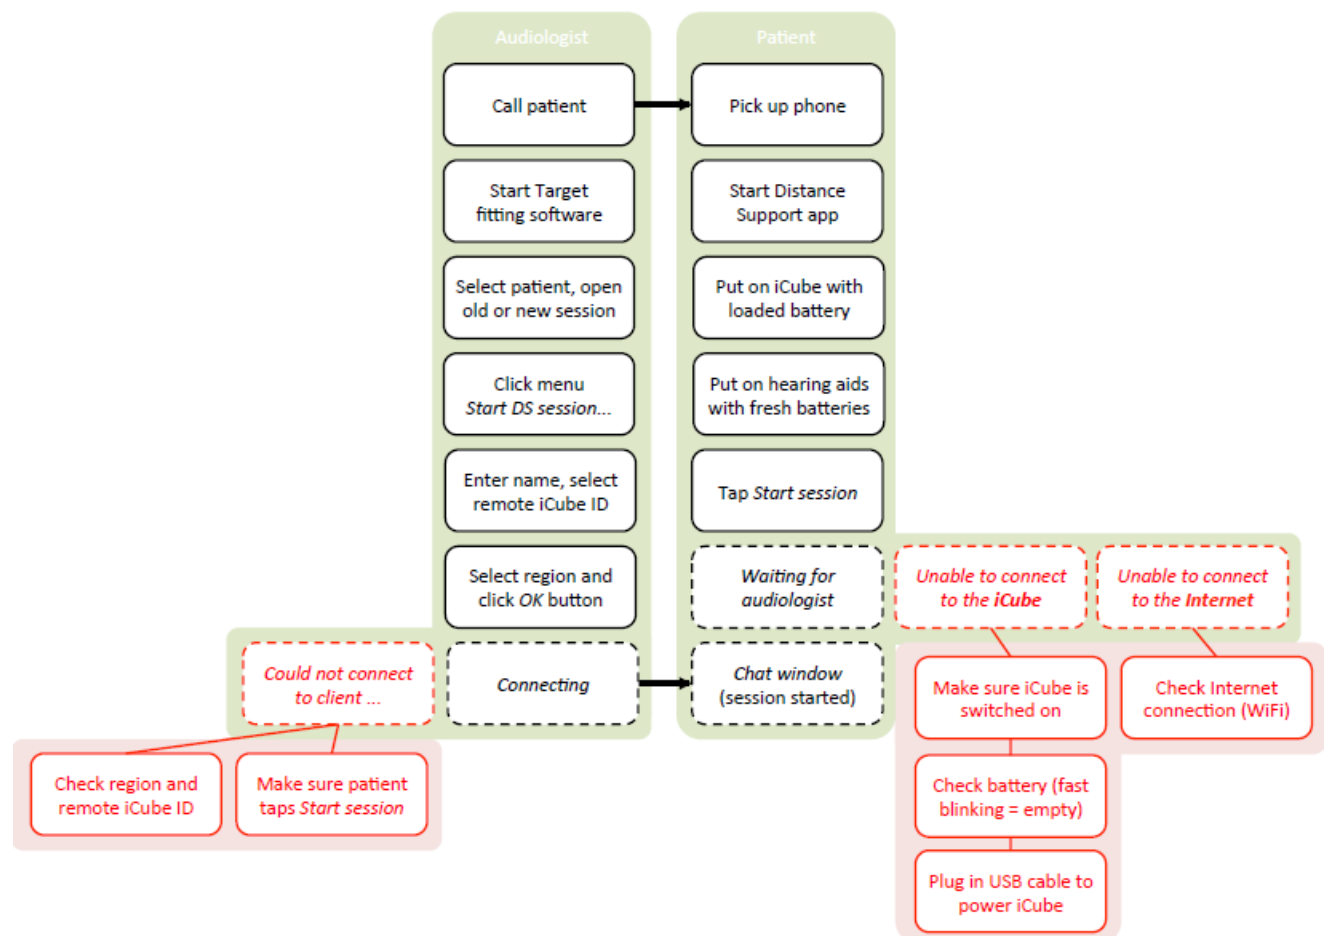 Audiologist
Patient
Call patient
Pick up phone
Start Target
fitting software
Start Distance
Support app
Select patient, open
old or new session
Put on iCube with
loaded battery
Click menu
Start DS session...
Put on hearing aids
with fresh batteries
Enter name, select
remote iCube ID
Tap Start session
Select region and
click OK button
Waiting for
audiologist
Unable to connect
to the iCube
Unable to connect
to the Internet
Could not connect
to client ...
Connecting
Chat window
(session started)
Make sure iCube is
switched on
Check Internet
connection (WiFi)
Check region and
remote iCube ID
Make sure patient
taps Start session
Check battery (fast
blinking = empty)
Plug in USB cable to
power iCube